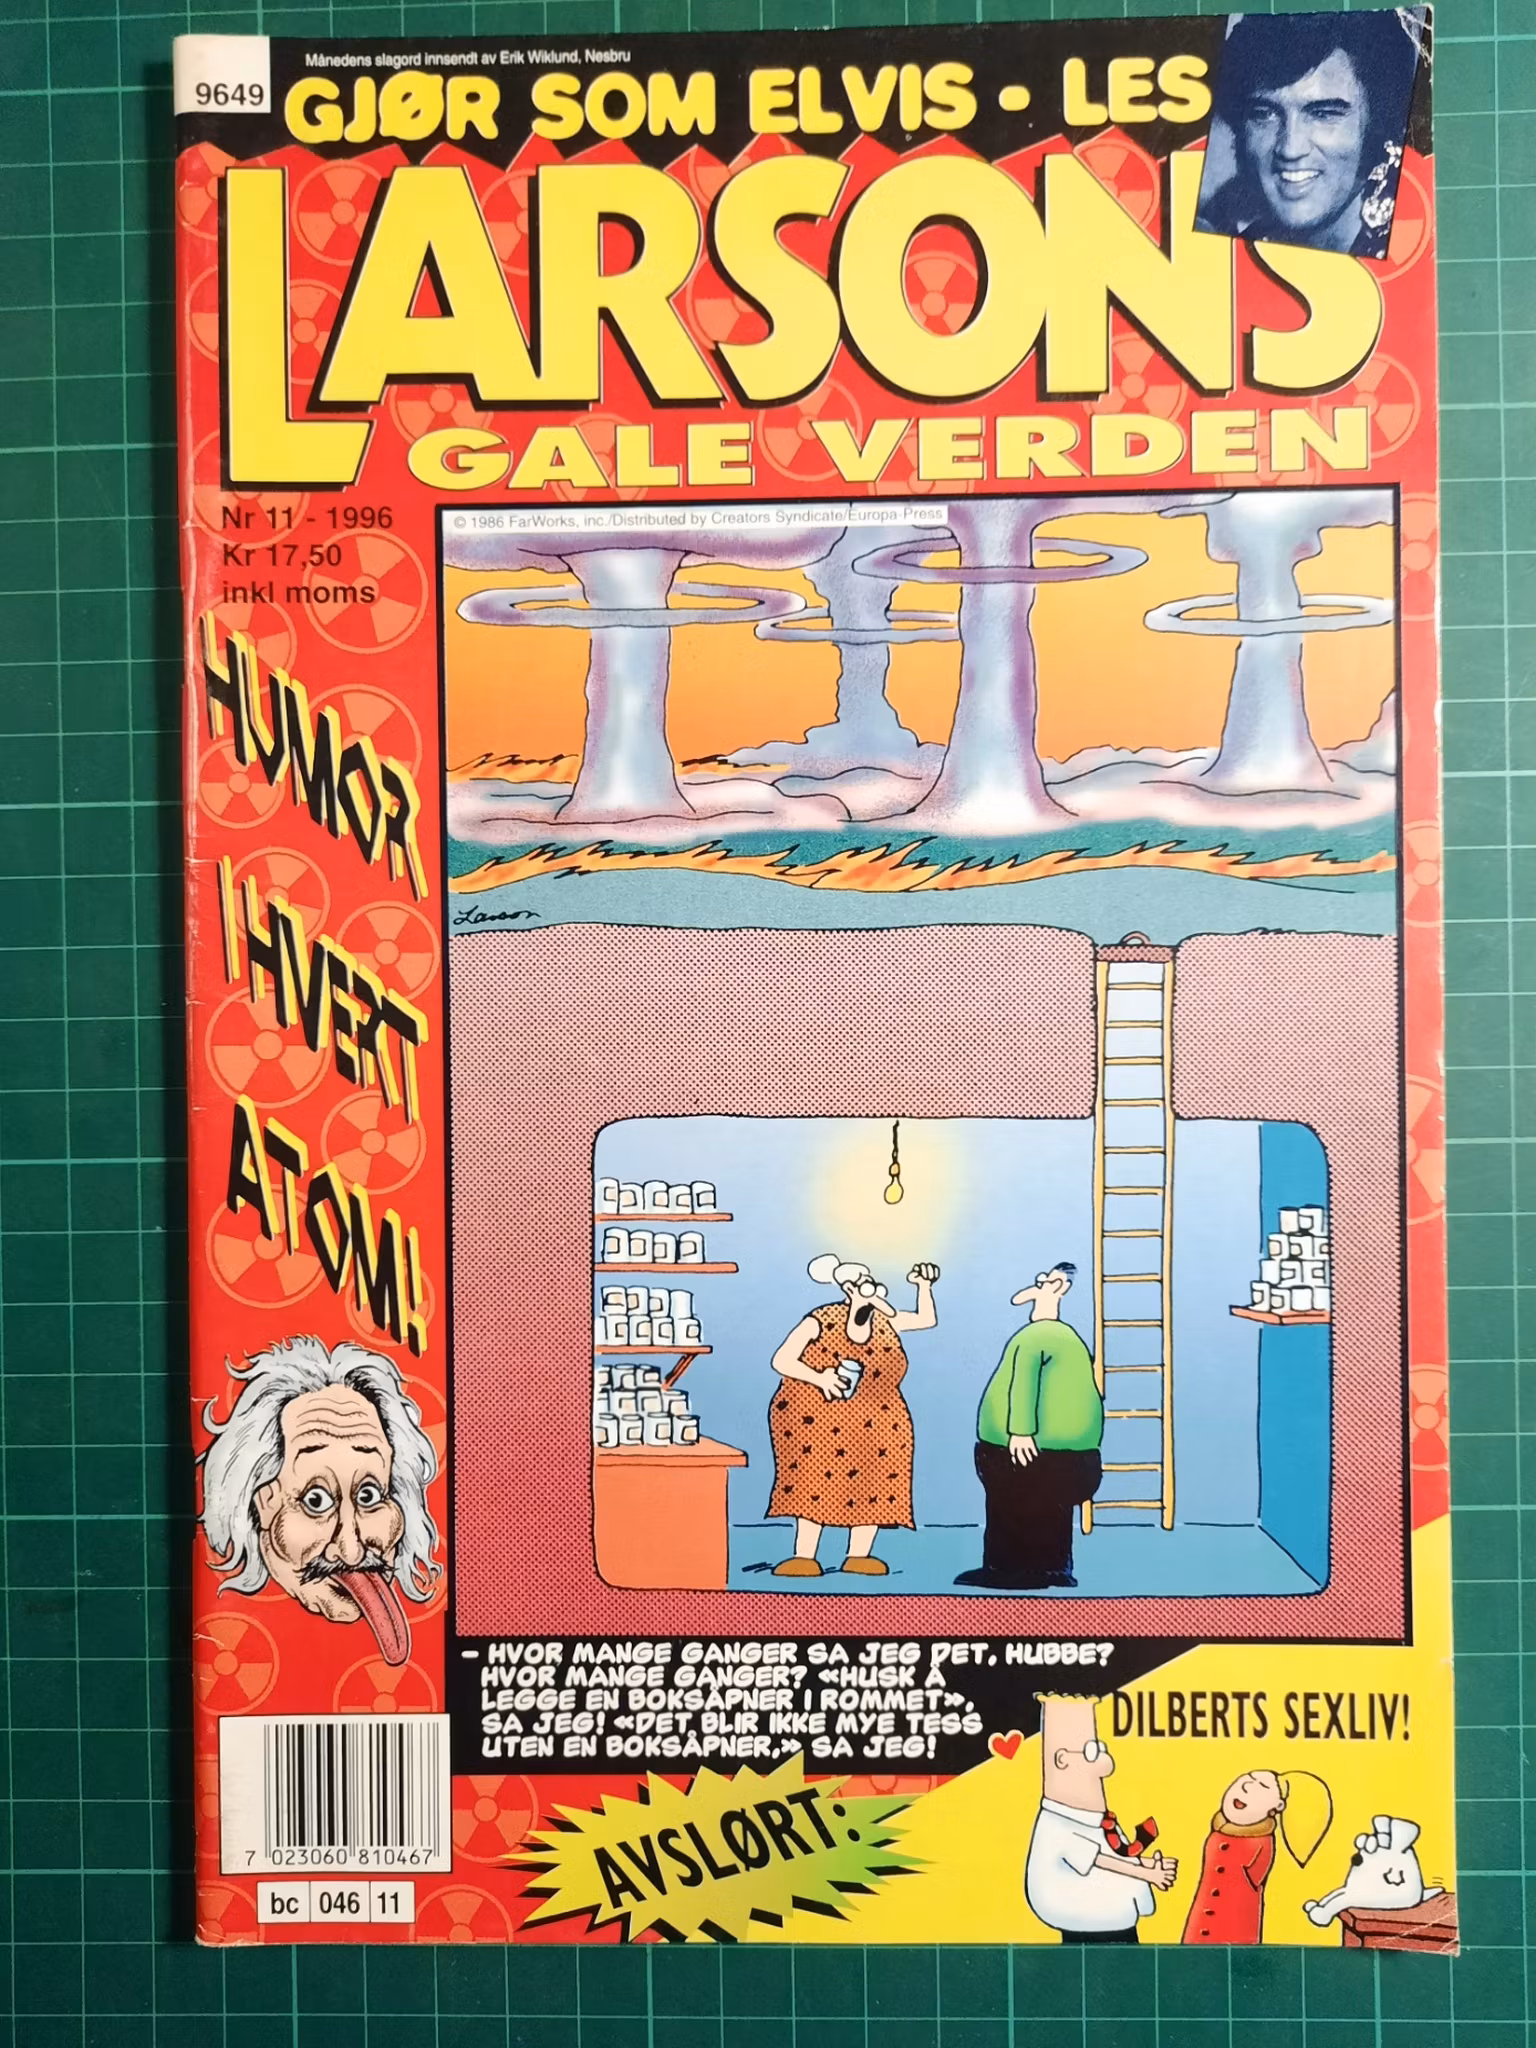 9649
Månedens slagord innsendt av Erik Wiklund, Nesbru
GJØR SOM ELVIS - LES
LARSONS
GALE VERDEN
Nr 11 - 1996
Kr 17,50
inkl moms
© 1986 FarWorks, inc./Distributed by Creators Syndicate/Europa-Press
HUMOR
I HVERT
ATOM!
Larson
- HVOR MANGE GANGER SA JEG DET, HUBBE?
HVOR MANGE GANGER? «HUSK Å
LEGGE EN BOKSÅPNER I ROMMET»,
SA JEG! «DET BLIR IKKE MYE TESS
UTEN EN BOKSÅPNER,» SA JEG!
AVSLØRT:
DILBERTS SEXLIV!
7 023060 810467
bc 046 11